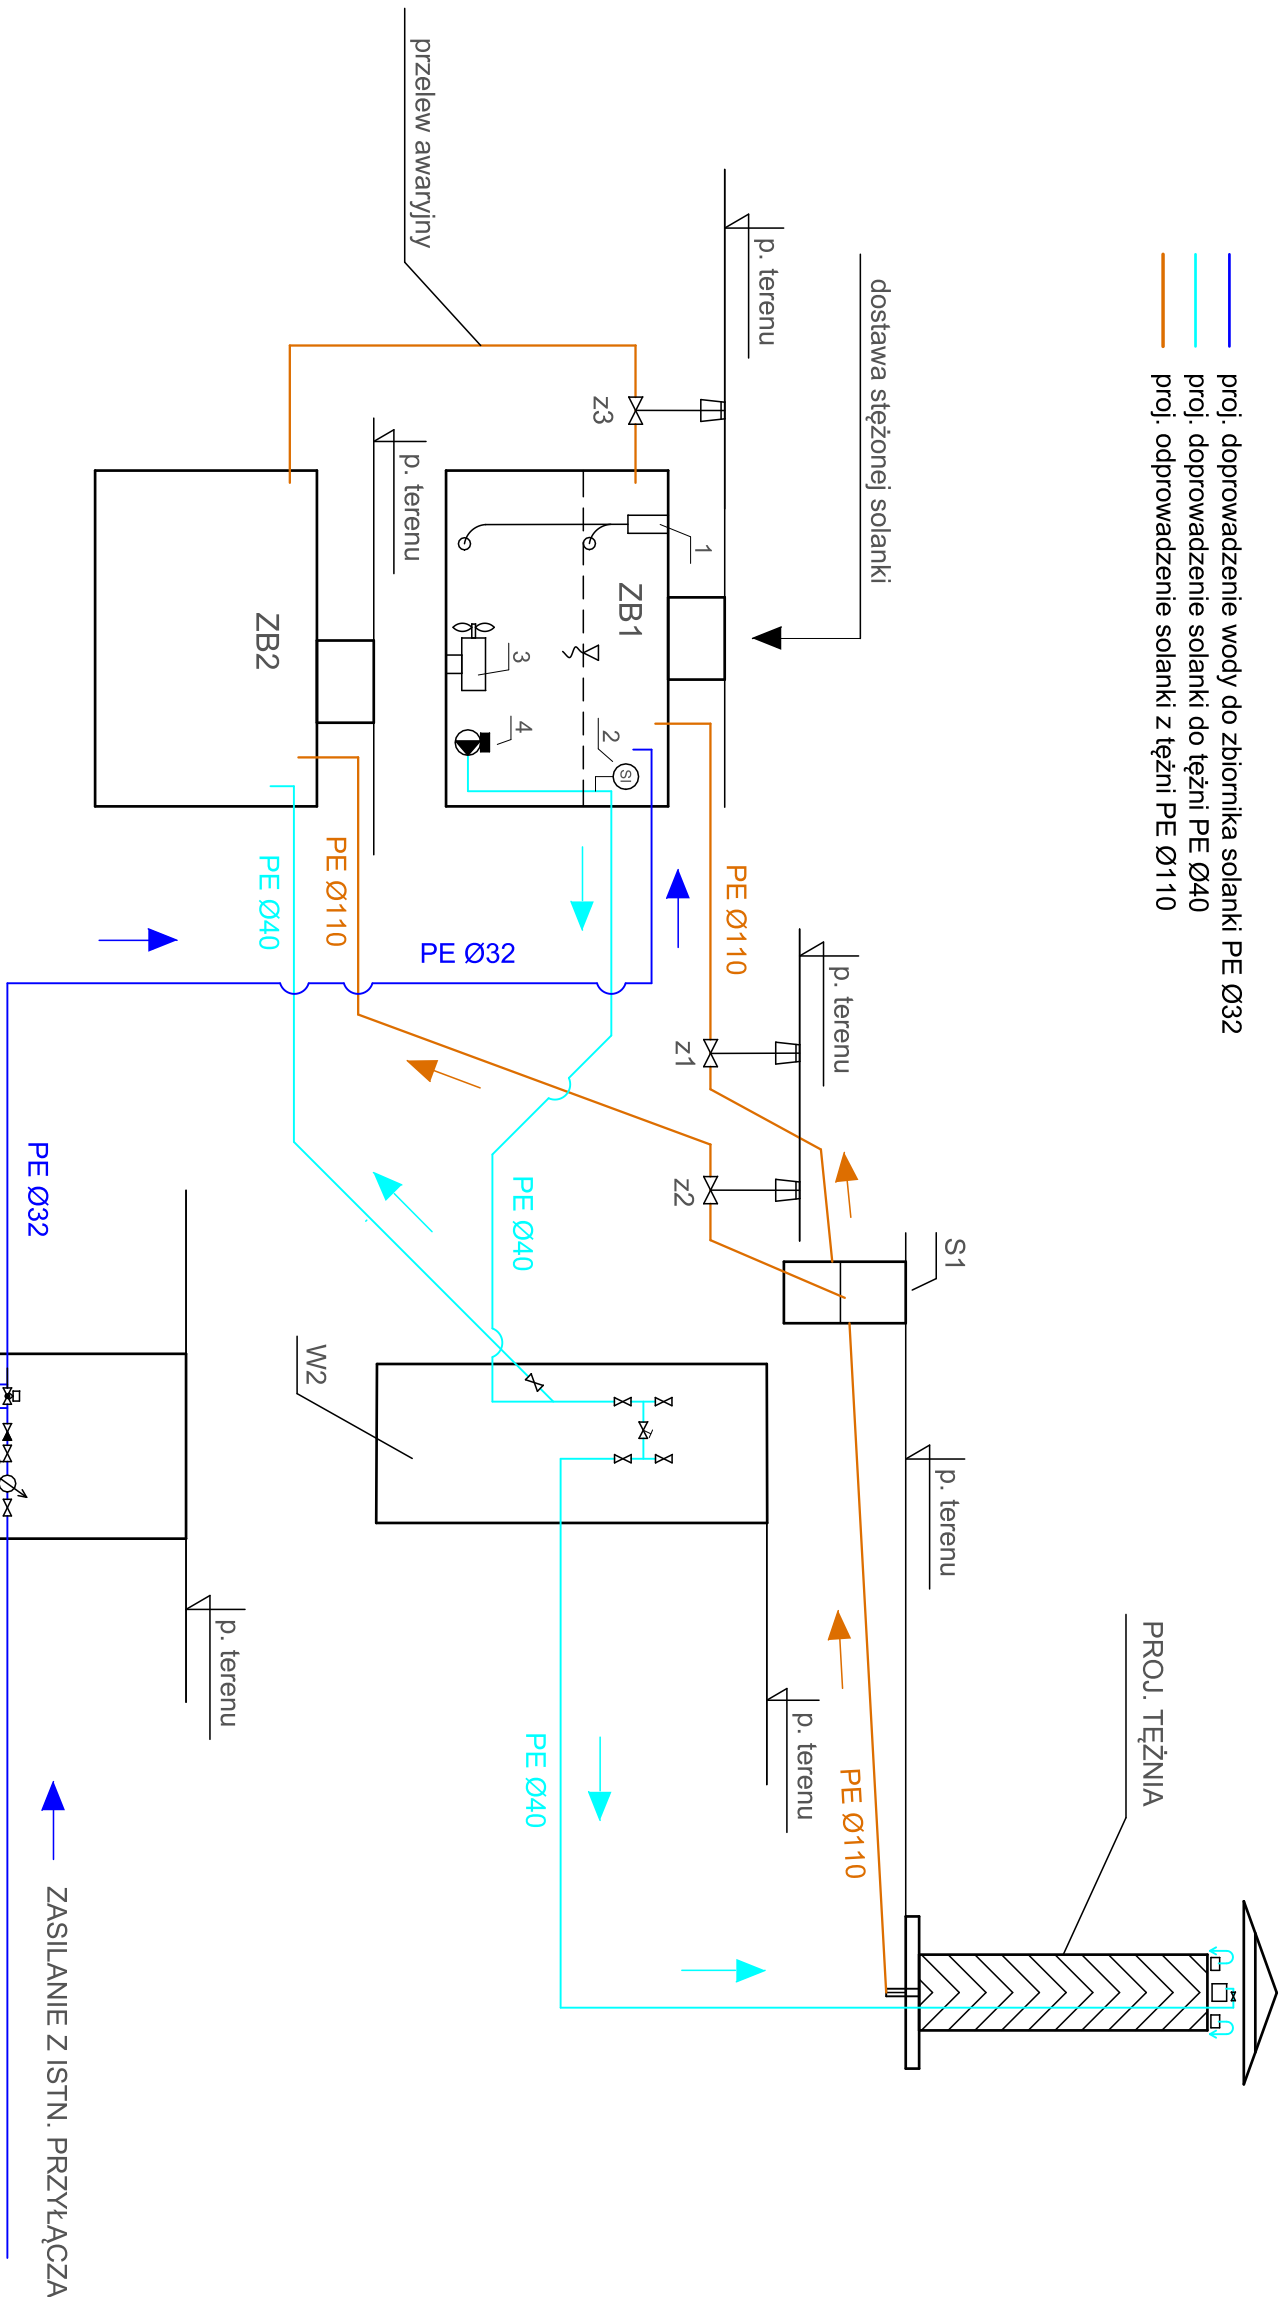 proj. doprowadzenie wody do zbiornika solanki PE Ø32
proj. doprowadzenie solanki do tężni PE Ø40
proj. odprowadzenie solanki z tężni PE Ø110
dostawa stężonej solanki
p. terenu
przelew awaryjny
z3
p. terenu
1
ZB1
2
SI
3
4
ZB2
PE Ø110
PE Ø32
PE Ø110
PE Ø40
p. terenu
z1
z2
S1
PE Ø40
PE Ø32
W2
p. terenu
PROJ. TĘŻNIA
p. terenu
PE Ø110
PE Ø40
p. terenu
ZASILANIE Z ISTN. PRZYŁĄCZA